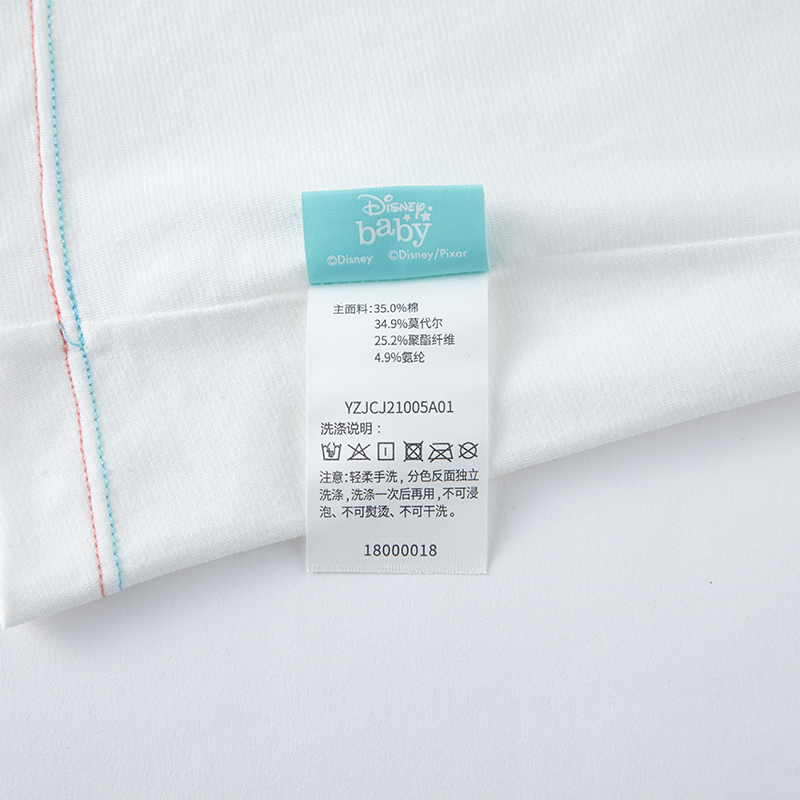 Disney
baby
©Disney ©Disney/Pixar
主面料:35.0%棉
34.9%莫代尔
25.2%聚酯纤维
4.9%氨纶
YZJCJ21005A01
洗涤说明:
注意:轻柔手洗,分色反面独立
洗涤,洗涤一次后再用,不可浸
泡、不可熨烫、不可干洗。
18000018